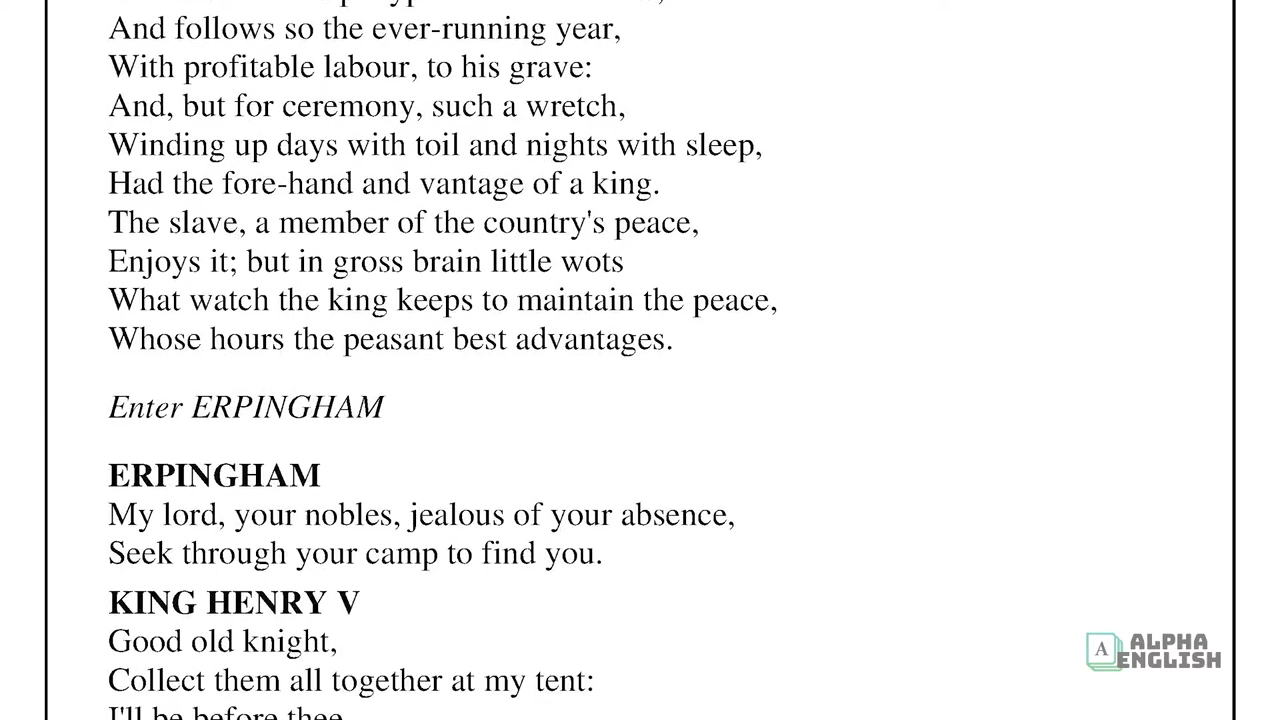 And follows so the ever-running year,
With profitable labour, to his grave:
And, but for ceremony, such a wretch,
Winding up days with toil and nights with sleep,
Had the fore-hand and vantage of a king.
The slave, a member of the country's peace,
Enjoys it; but in gross brain little wots
What watch the king keeps to maintain the peace,
Whose hours the peasant best advantages.
Enter ERPINGHAM
ERPINGHAM
My lord, your nobles, jealous of your absence,
Seek through your camp to find you.
KING HENRY V
Good old knight,
Collect them all together at my tent:
I'll be before thee
A ALPHA
ENGLISH